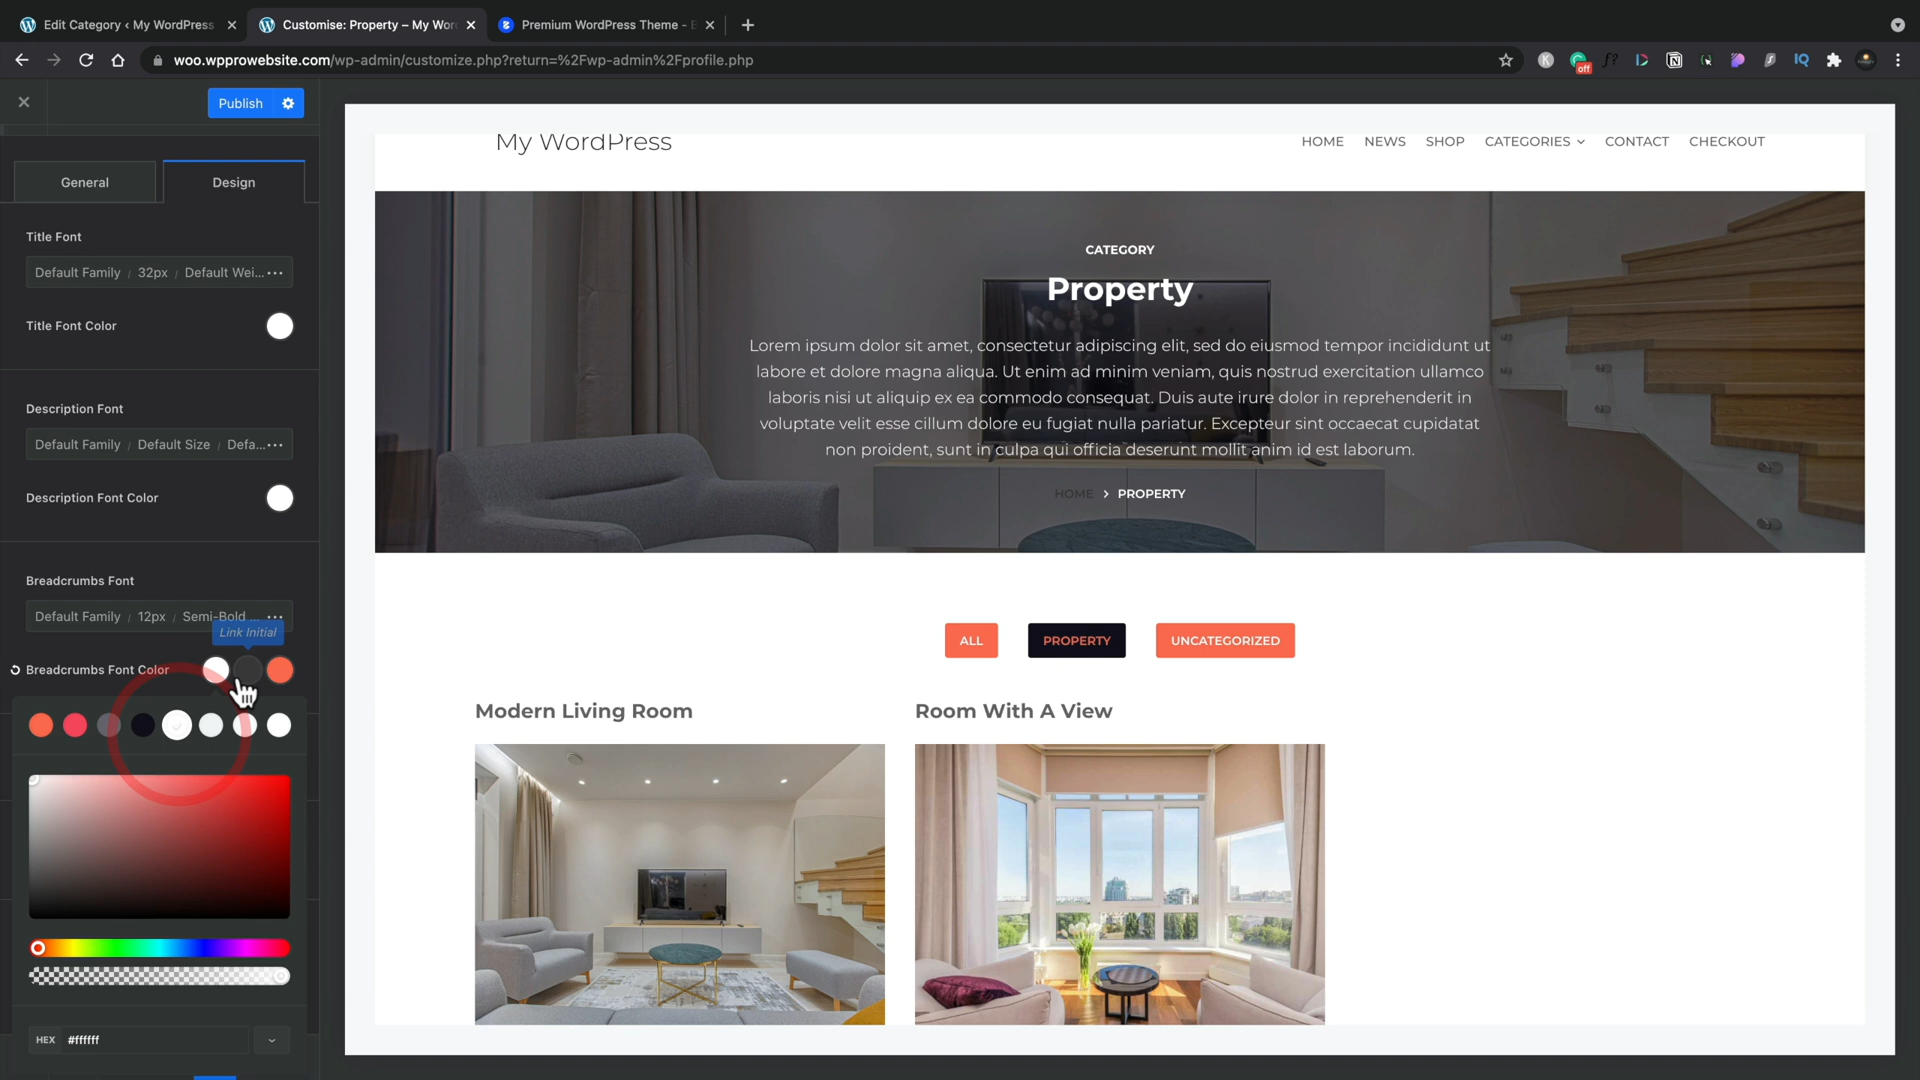 Edit Category ‹ My WordPress
Customise: Property – My Wor
Premium WordPress Theme -
woo.wpprowebsite.com/wp-admin/customize.php?return=%2Fwp-admin%2Fprofile.php
off
Publish
General
Design
Title Font
Default Family / 32px / Default Wei...
Title Font Color
Description Font
Default Family / Default Size / Defa...
Description Font Color
Breadcrumbs Font
Default Family / 12px / Semi-Bold ...
Link Initial
Breadcrumbs Font Color
HEX #ffffff
My WordPress
HOME NEWS SHOP CATEGORIES CONTACT CHECKOUT
CATEGORY
Property
Lorem ipsum dolor sit amet, consectetur adipiscing elit, sed do eiusmod tempor incididunt ut
labore et dolore magna aliqua. Ut enim ad minim veniam, quis nostrud exercitation ullamco
laboris nisi ut aliquip ex ea commodo consequat. Duis aute irure dolor in reprehenderit in
voluptate velit esse cillum dolore eu fugiat nulla pariatur. Excepteur sint occaecat cupidatat
non proident, sunt in culpa qui officia deserunt mollit anim id est laborum.
HOME > PROPERTY
ALL PROPERTY UNCATEGORIZED
Modern Living Room
Room With A View